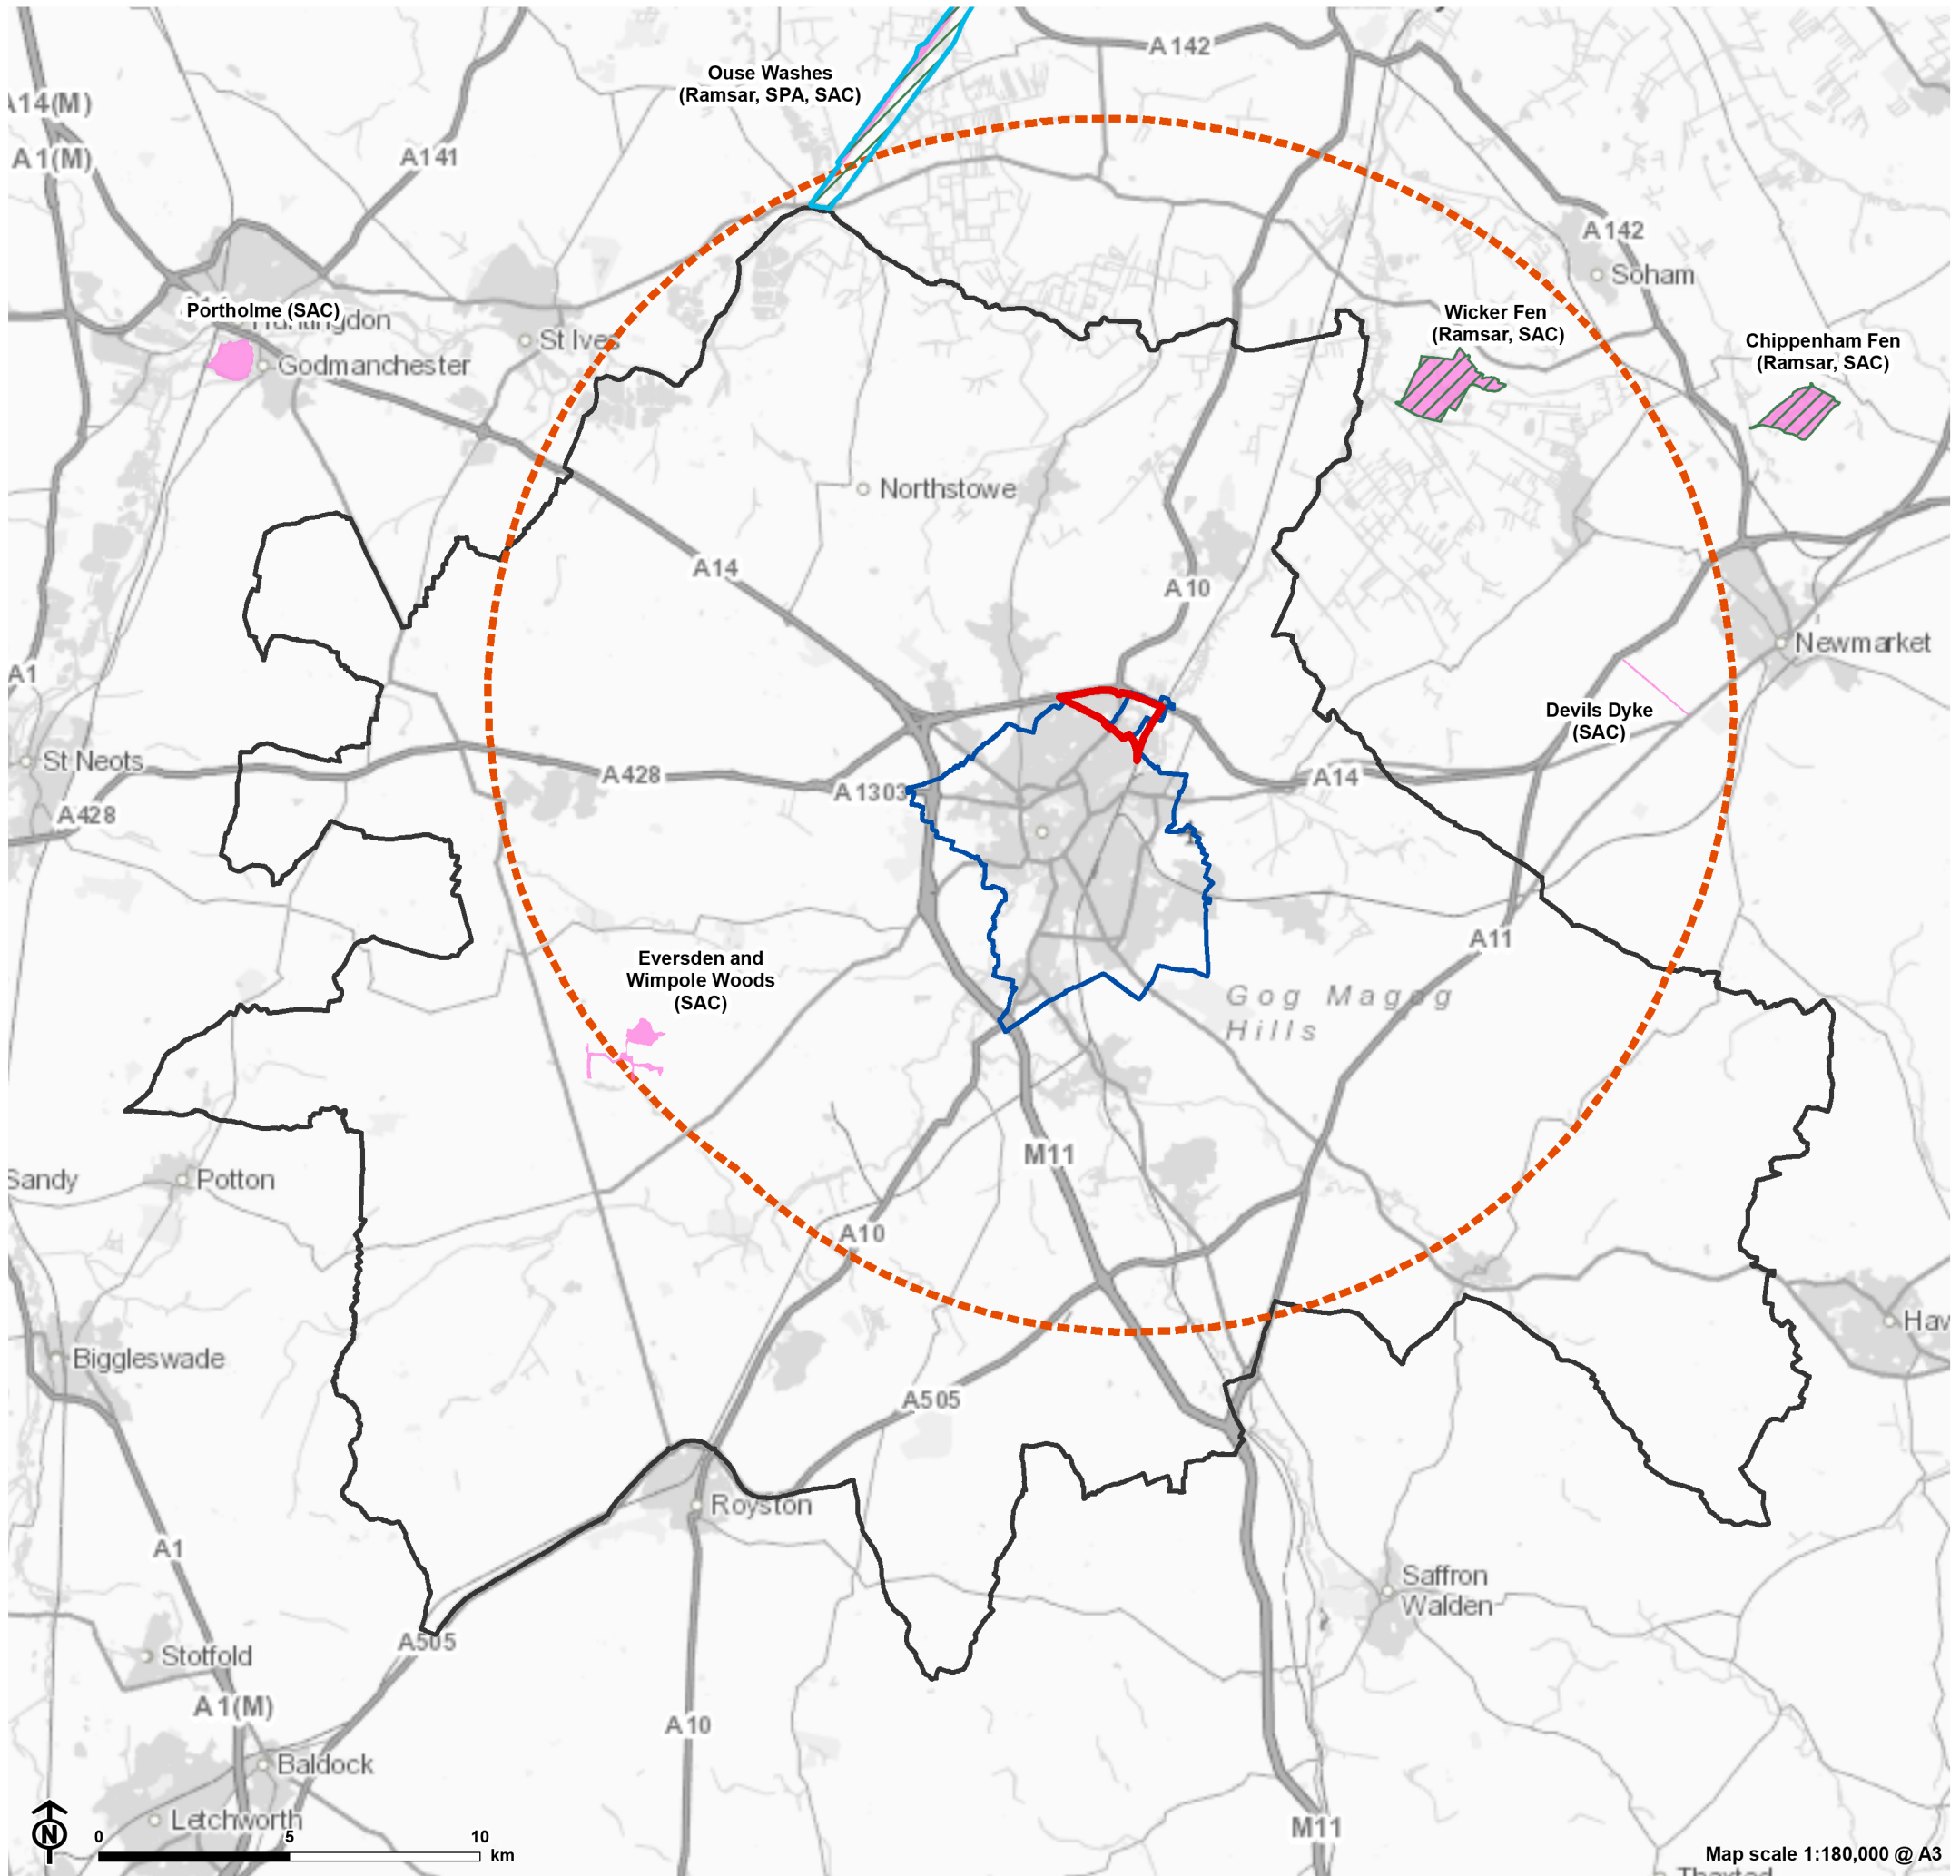 A142
Ouse Washes
(Ramsar, SPA, SAC)
A14(M)
A1(M)
A141
A142
Soham
Portholme (SAC)
Huntingdon
St Ives
Godmanchester
Wicker Fen
(Ramsar, SAC)
Chippenham Fen
(Ramsar, SAC)
Northstowe
A14
A10
Newmarket
A1
Devils Dyke
(SAC)
St Neots
A428
A1303
A14
A428
A11
Eversden and
Wimpole Woods
(SAC)
Gog Magog
Hills
M11
Sandy
Potton
A10
Hav
Biggleswade
A505
Royston
A1
Saffron
Walden
A505
Stotfold
A1(M)
A10
Baldock
Letchworth
M11
N
0 5 10
km
Map scale 1:180,000 @ A3